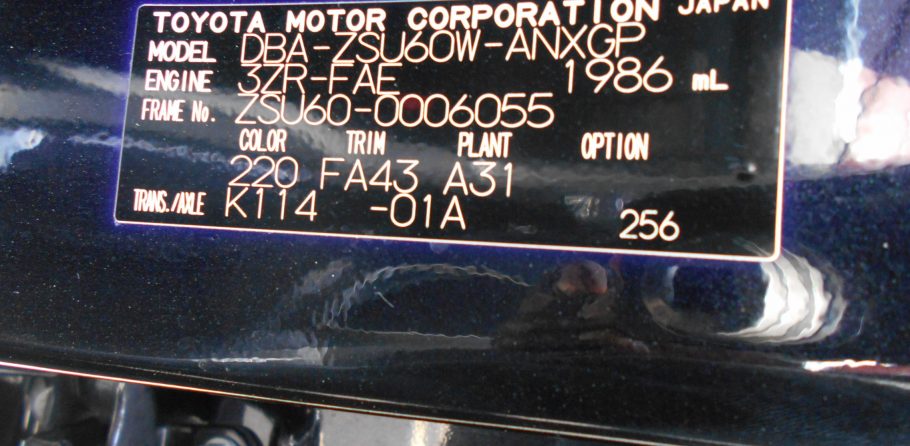 TOYOTA MOTOR CORPORATION JAPAN
MODEL DBA-ZSU60W-ANXGP
ENGINE 3ZR-FAE 1986 mL
FRAME No. ZSU60-0006055
COLOR TRIM PLANT OPTION
220 FA43 A31
TRANS./AXLE K114 -01A 256